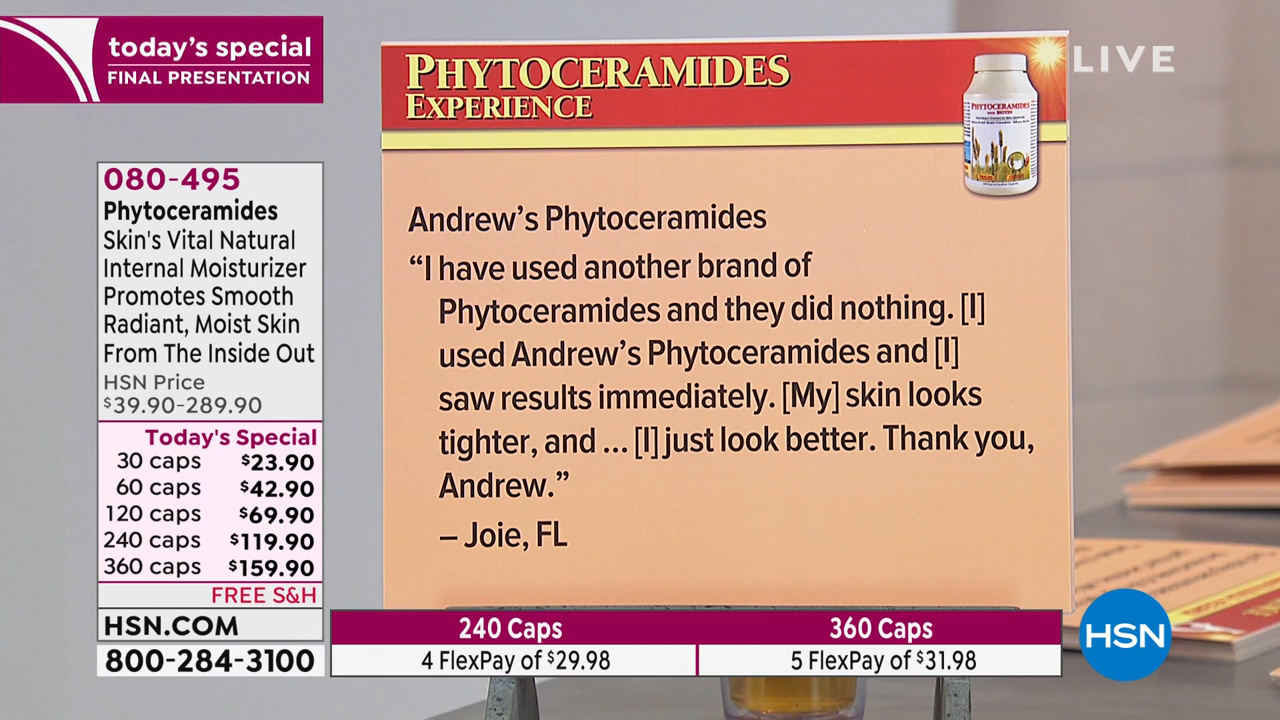 today's special
FINAL PRESENTATION
LIVE
PHYTOCERAMIDES
EXPERIENCE
PHYTOCERAMIDES
WITH BIOTIN
Andrew's Phytoceramides
“I have used another brand of
Phytoceramides and they did nothing. [I]
used Andrew's Phytoceramides and [I]
saw results immediately. [My] skin looks
tighter, and ... [I] just look better. Thank you,
Andrew.”
– Joie, FL
080-495
Phytoceramides
Skin's Vital Natural
Internal Moisturizer
Promotes Smooth
Radiant, Moist Skin
From The Inside Out
HSN Price
$39.90-289.90
Today's Special
30 caps $23.90
60 caps $42.90
120 caps $69.90
240 caps $119.90
360 caps $159.90
FREE S&H
HSN.COM
800-284-3100
240 Caps 360 Caps
4 FlexPay of $29.98 5 FlexPay of $31.98
HSN